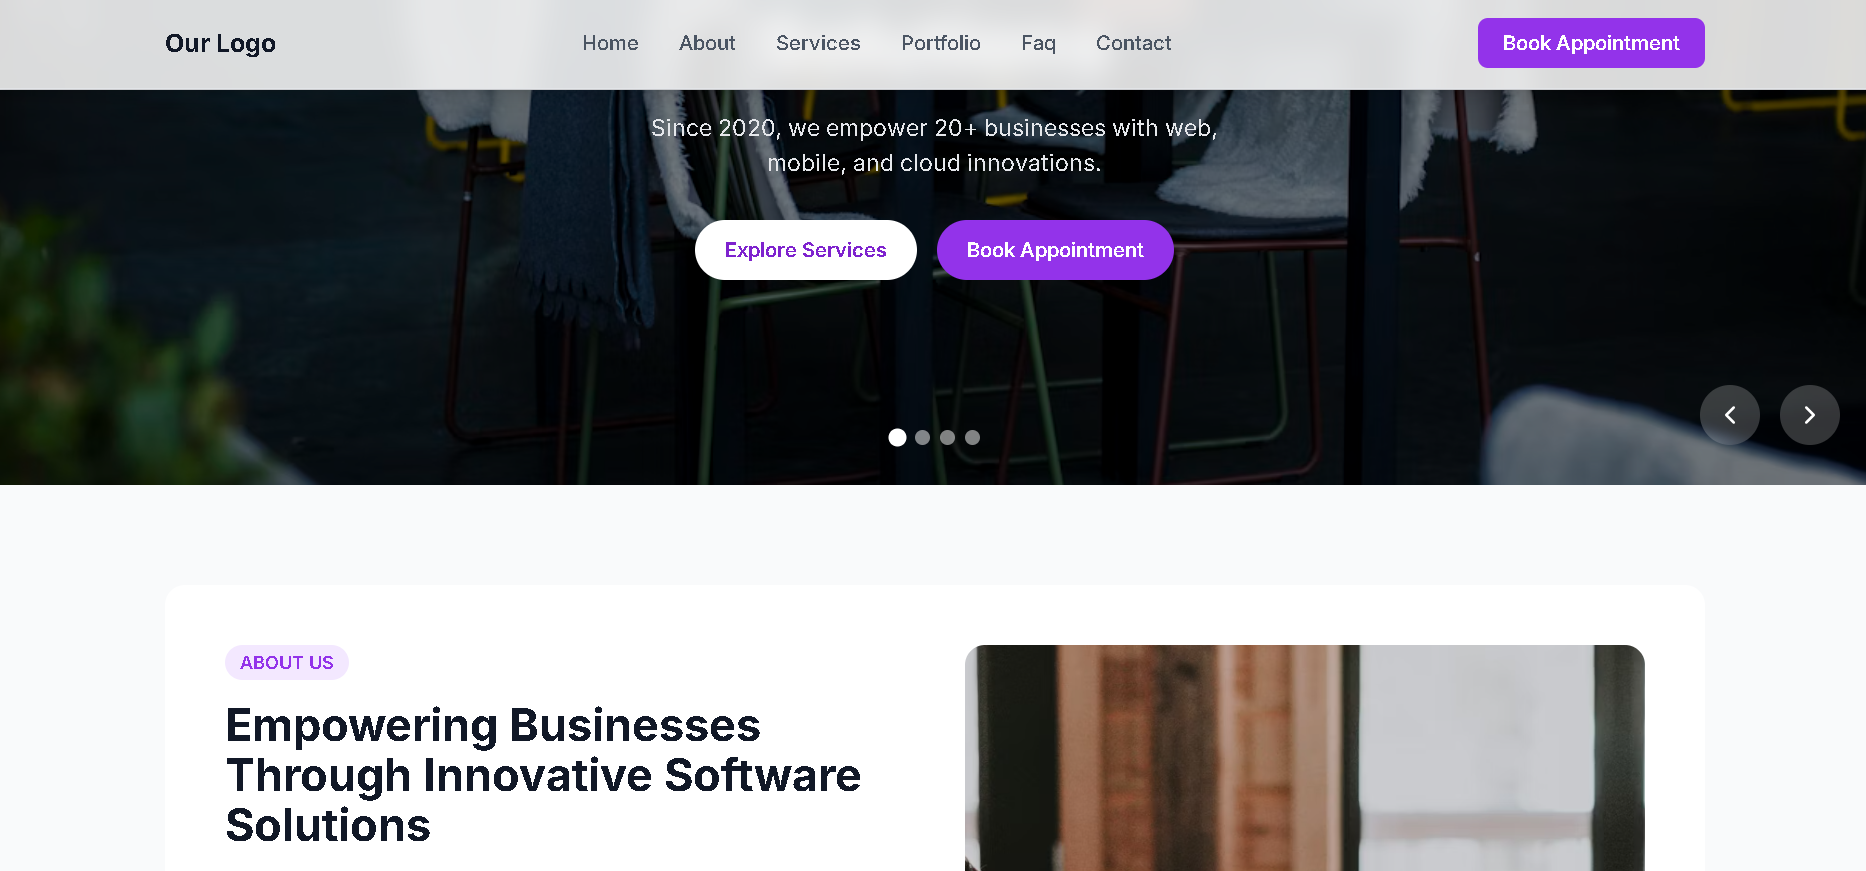 Our Logo
Home About Services Portfolio Faq Contact
Book Appointment
Since 2020, we empower 20+ businesses with web,
mobile, and cloud innovations.
Explore Services
Book Appointment
ABOUT US
Empowering Businesses
Through Innovative Software
Solutions